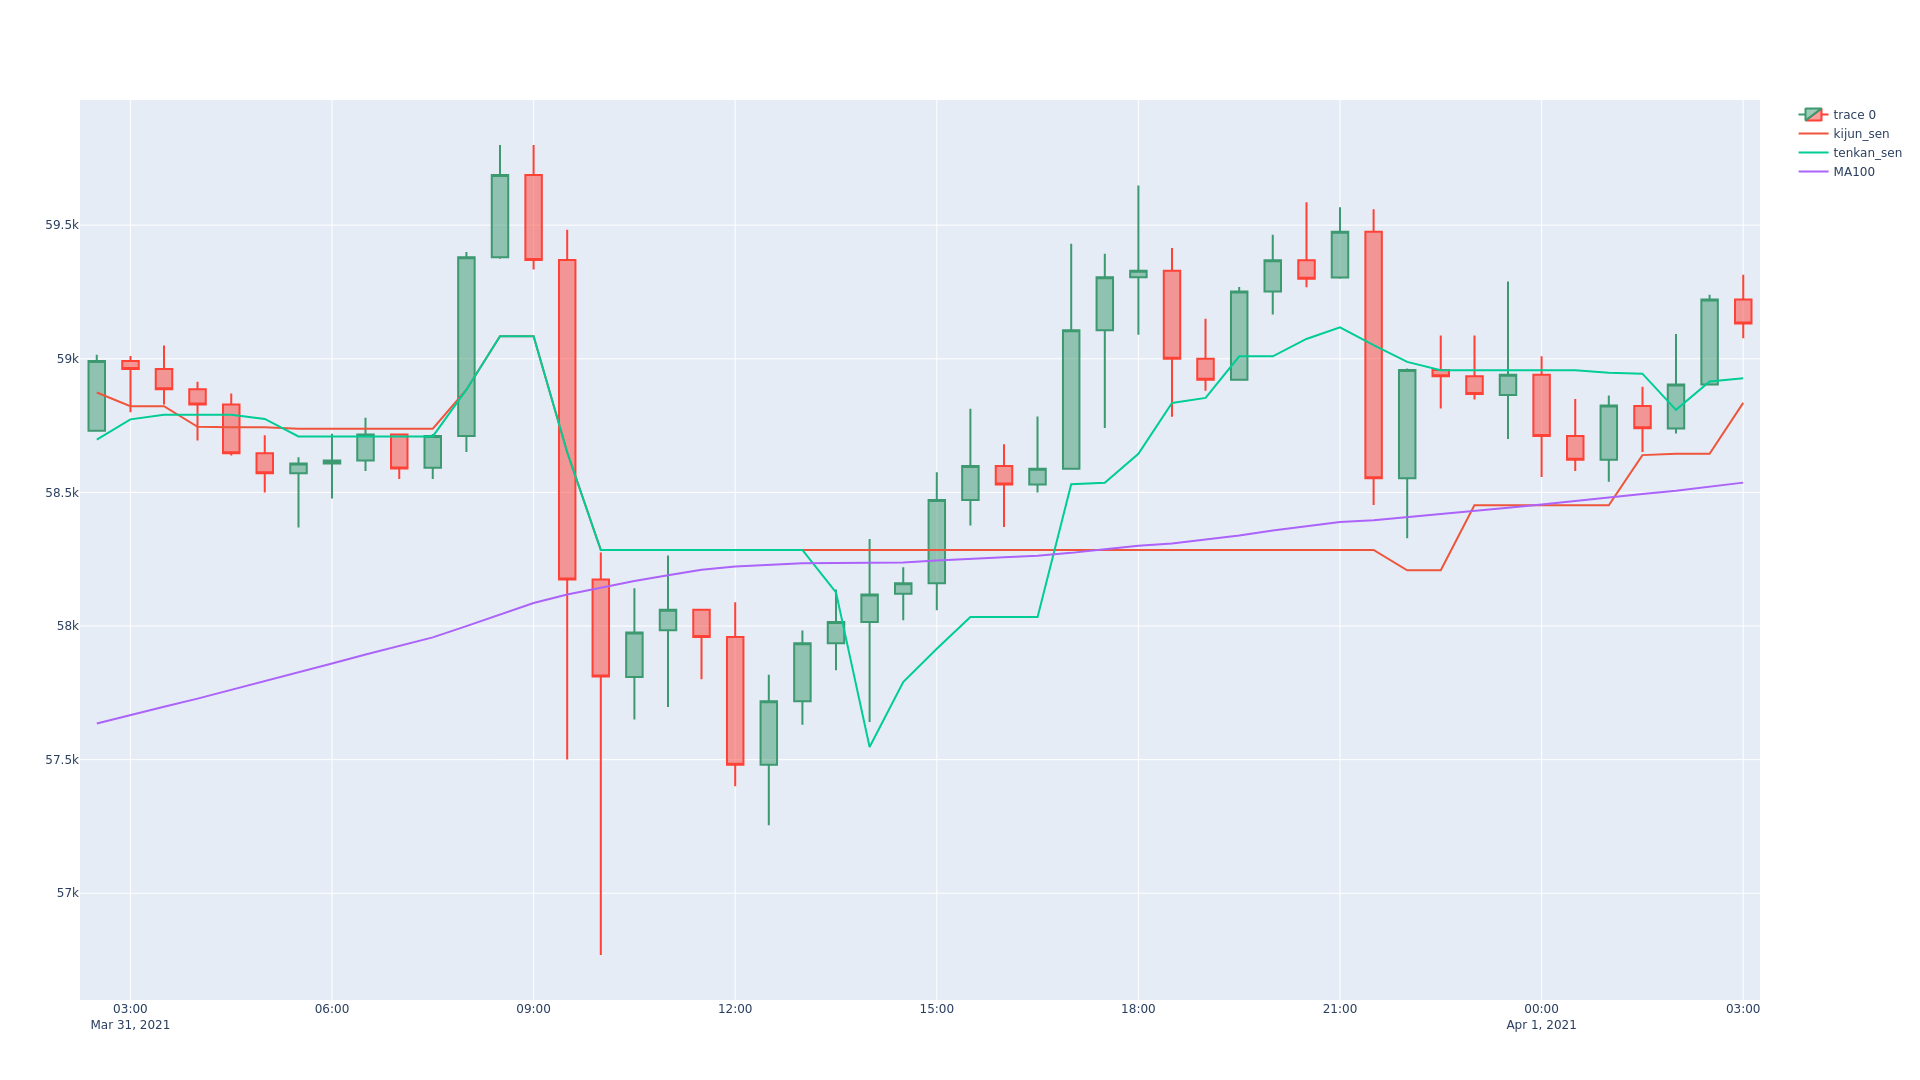 trace 0
kijun_sen
tenkan_sen
MA100
59.5k
59k
58.5k
58k
57.5k
57k
03:00 06:00 09:00 12:00 15:00 18:00 21:00 00:00 03:00
Mar 31, 2021 Apr 1, 2021